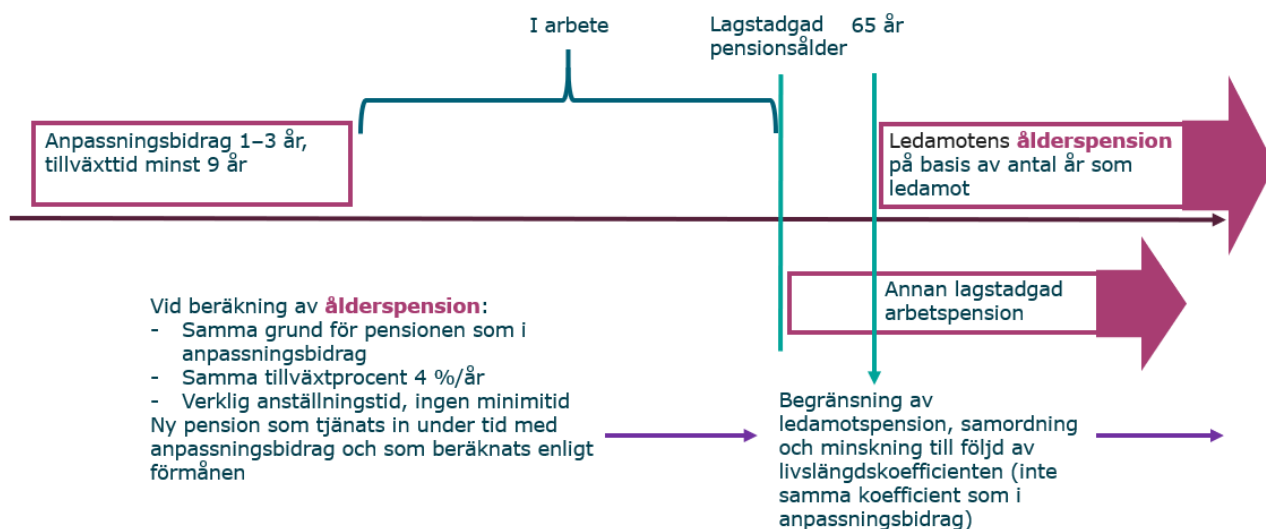 I arbete
Lagstadgad
pensionsålder
65 år
Anpassningsbidrag 1–3 år,
tillväxttid minst 9 år
Ledamotens ålderspension
på basis av antal år som
ledamot
Annan lagstadgad
arbetspension
Vid beräkning av ålderspension:
- Samma grund för pensionen som i
anpassningsbidrag
- Samma tillväxtprocent 4 %/år
- Verklig anställningstid, ingen minimitid
Ny pension som tjänats in under tid med
anpassningsbidrag och som beräknats enligt
förmånen
Begränsning av
ledamotspension, samordning
och minskning till följd av
livslängdskoefficienten (inte
samma koefficient som i
anpassningsbidrag)